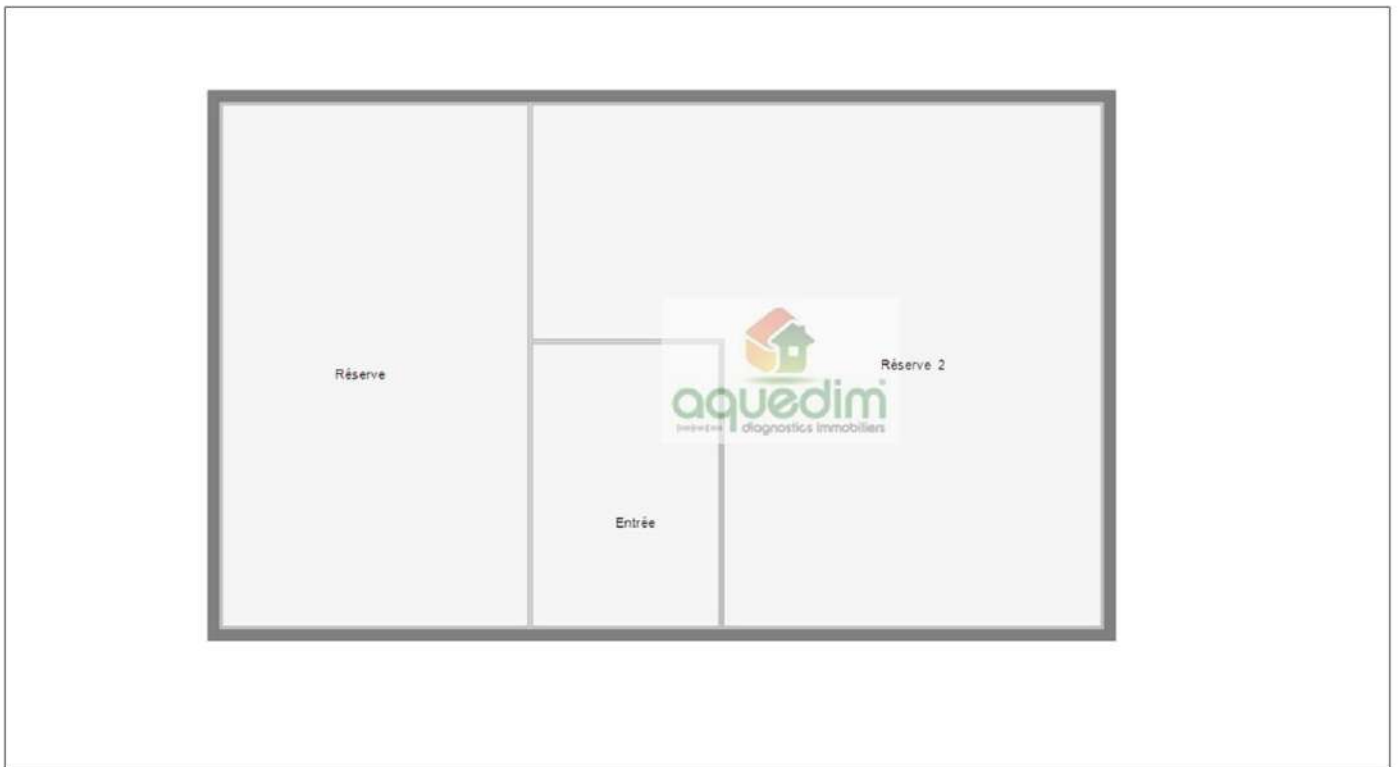 Réserve
Réserve 2
aquedim
diagnostics immobiliers
Entrée